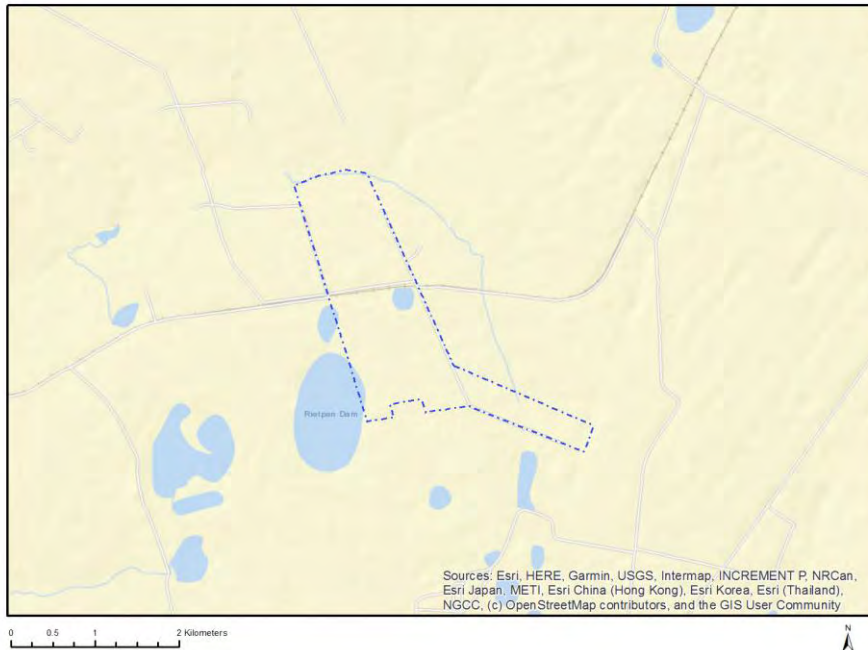 Rietpan Dam
Sources: Esri, HERE, Garmin, USGS, Intermap, INCREMENT P, NRCan,
Esri Japan, METI, Esri China (Hong Kong), Esri Korea, Esri (Thailand),
NGCC, (c) OpenStreetMap contributors, and the GIS User Community
0 0.5 1 2 Kilometers
N